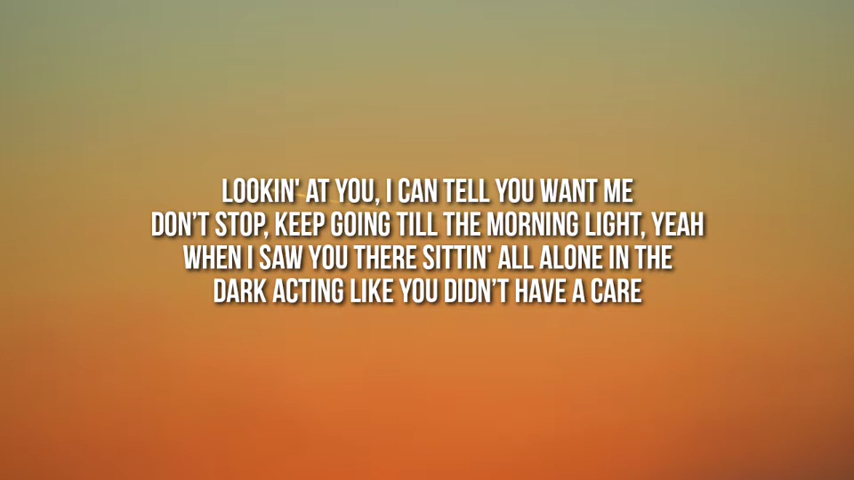 LOOKIN' AT YOU, I CAN TELL YOU WANT ME
DON’T STOP, KEEP GOING TILL THE MORNING LIGHT, YEAH
WHEN I SAW YOU THERE SITTIN' ALL ALONE IN THE
DARK ACTING LIKE YOU DIDN’T HAVE A CARE